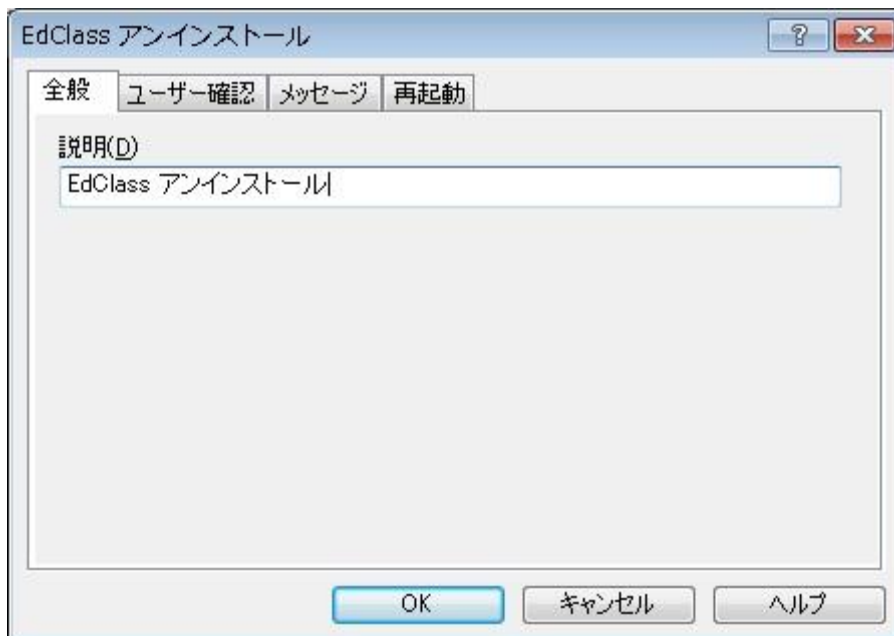 EdClass アンインストール
全般 ユーザー確認 メッセージ 再起動
説明(D)
EdClass アンインストール
OK キャンセル ヘルプ